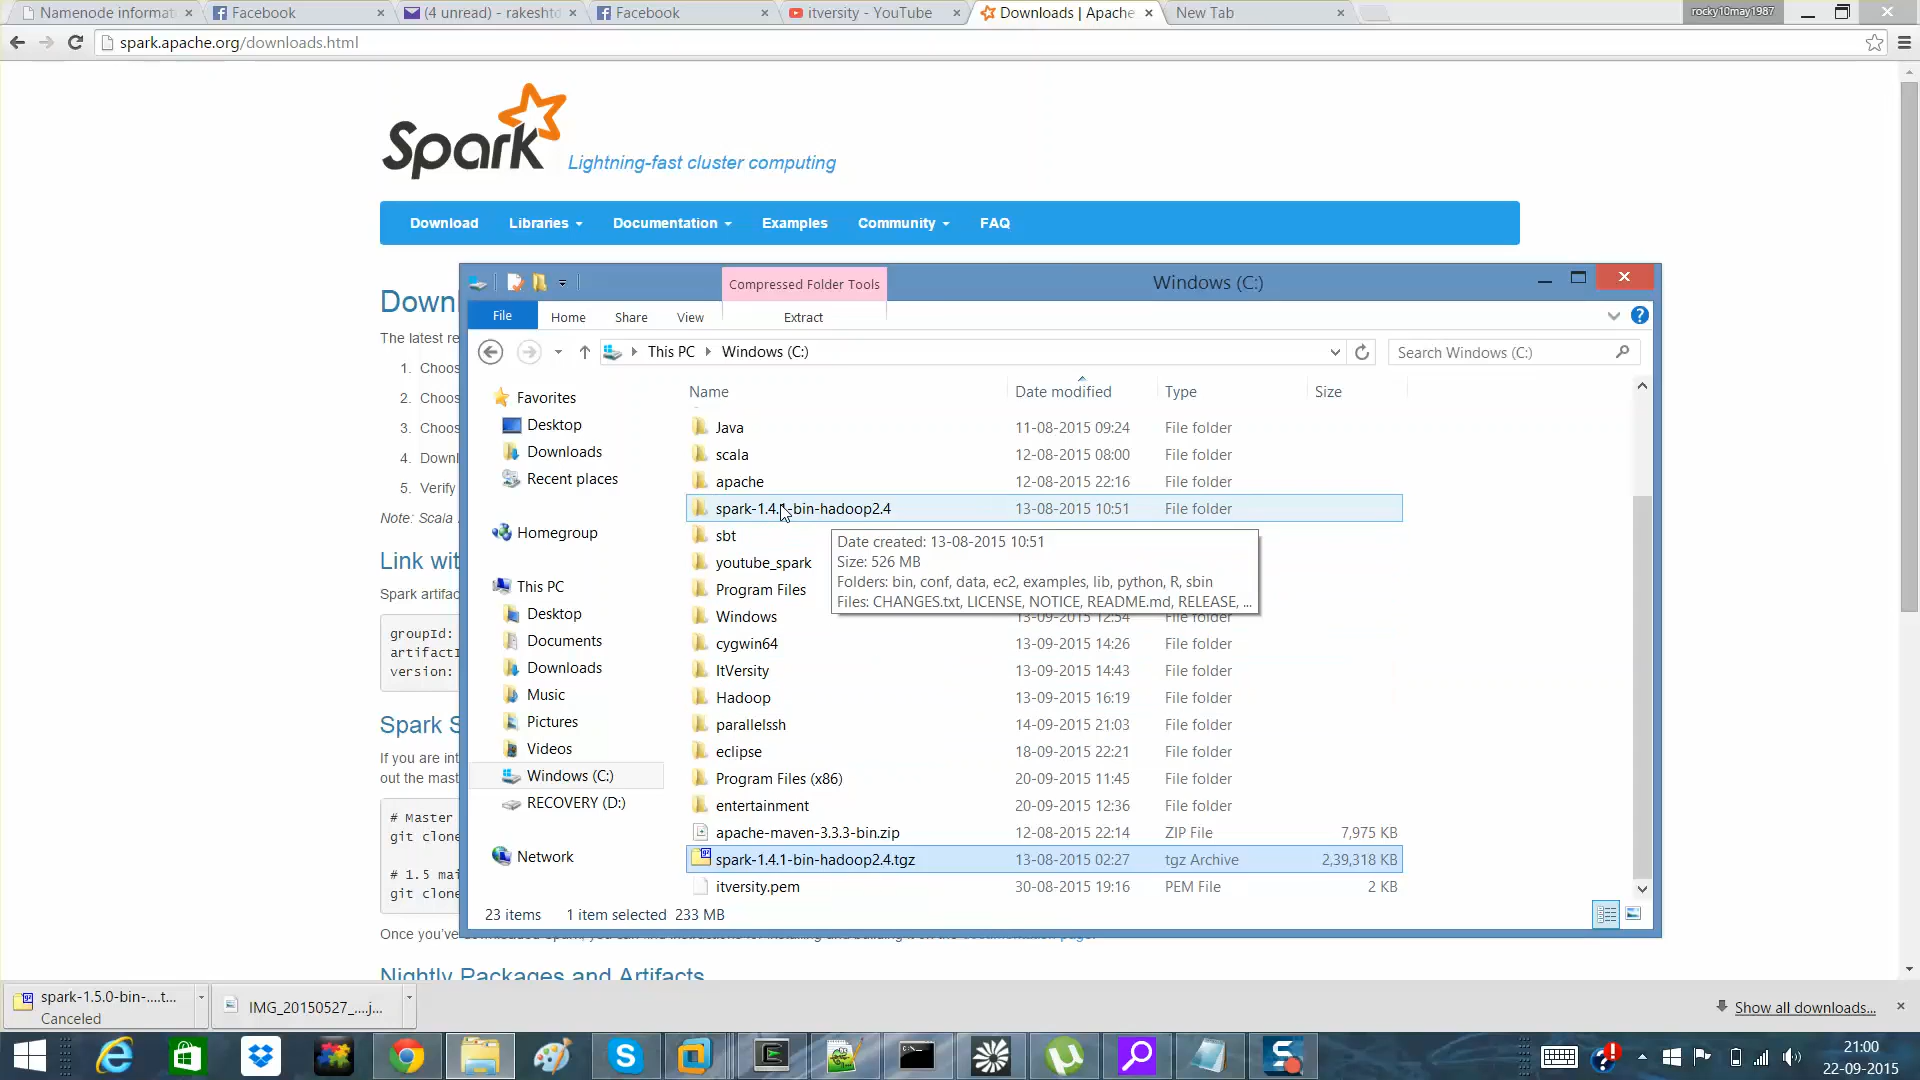 Namenode informat
Facebook
(4 unread) - rakeshtd
Facebook
itversity - YouTube
Downloads | Apache
New Tab
rocky10may1987
spark.apache.org/downloads.html
Spark
Lightning-fast cluster computing
Download Libraries Documentation Examples Community FAQ
Down
The latest re
1. Choos
2. Choos
3. Choos
4. Downl
5. Verify
Note: Scala
Link wit
Spark artifac
groupId:
artifactI
version:
Spark S
If you are int
out the mast
# Master
git clone
# 1.5 mai
git clone
Nightly Packages and Artifacts
Compressed Folder Tools
Windows (C:)
File Home Share View Extract
This PC Windows (C:)
Search Windows (C:)
Favorites
Desktop
Downloads
Recent places
Homegroup
This PC
Desktop
Documents
Downloads
Music
Pictures
Videos
Windows (C:)
RECOVERY (D:)
Network
Name Date modified Type Size
Java 11-08-2015 09:24 File folder
scala 12-08-2015 08:00 File folder
apache 12-08-2015 22:16 File folder
spark-1.4.1-bin-hadoop2.4 13-08-2015 10:51 File folder
sbt
youtube_spark
Program Files
Windows 13-09-2015 12:54 File folder
cygwin64 13-09-2015 14:26 File folder
ItVersity 13-09-2015 14:43 File folder
Hadoop 13-09-2015 16:19 File folder
parallelssh 14-09-2015 21:03 File folder
eclipse 18-09-2015 22:21 File folder
Program Files (x86) 20-09-2015 11:45 File folder
entertainment 20-09-2015 12:36 File folder
apache-maven-3.3.3-bin.zip 12-08-2015 22:14 ZIP File 7,975 KB
spark-1.4.1-bin-hadoop2.4.tgz 13-08-2015 02:27 tgz Archive 2,39,318 KB
itversity.pem 30-08-2015 19:16 PEM File 2 KB
Date created: 13-08-2015 10:51
Size: 526 MB
Folders: bin, conf, data, ec2, examples, lib, python, R, sbin
Files: CHANGES.txt, LICENSE, NOTICE, README.md, RELEASE, ...
23 items 1 item selected 233 MB
spark-1.5.0-bin-....t...
Canceled
IMG_20150527_....j...
Show all downloads...
21:00
22-09-2015